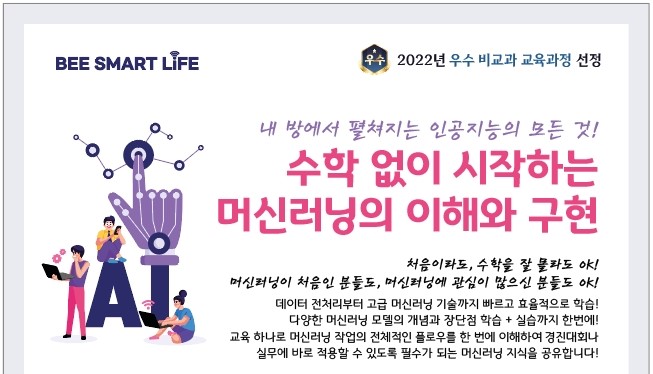 BEE SMART LiFE
우수
2022년 우수 비교과 교육과정 선정
내 방에서 펼쳐지는 인공지능의 모든 것!
수학 없이 시작하는
머신러닝의 이해와 구현
AI
처음이라도, 수학을 잘 몰라도 OK!
머신러닝이 처음인 분들도, 머신러닝에 관심이 많으신 분들도 OK!
데이터 전처리부터 고급 머신러닝 기술까지 빠르고 효율적으로 학습!
다양한 머신러닝 모델의 개념과 장단점 학습 + 실습까지 한번에!
교육 하나로 머신러닝 작업의 전체적인 플로우를 한 번에 이해하여 경진대회나
실무에 바로 적용할 수 있도록 필수가 되는 머신러닝 지식을 공유합니다!